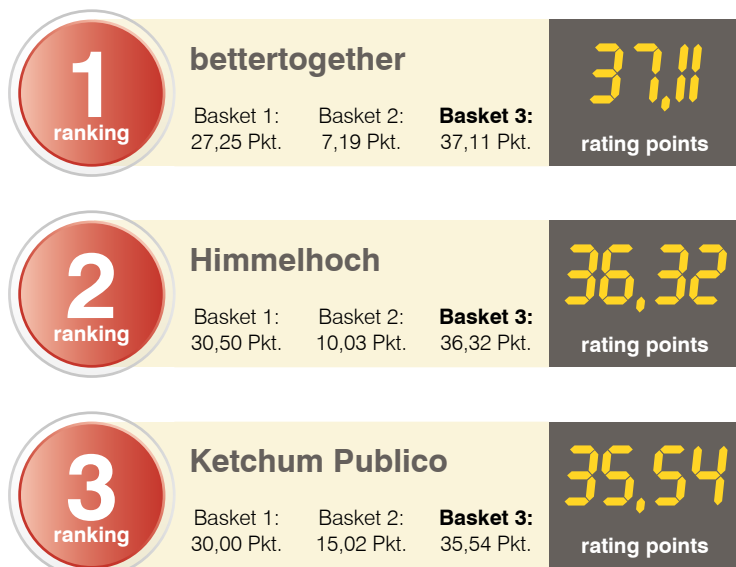 1
ranking
bettertogether
Basket 1: Basket 2: Basket 3:
27,25 Pkt. 7,19 Pkt. 37,11 Pkt.
37,11
rating points
2
ranking
Himmelhoch
Basket 1: Basket 2: Basket 3:
30,50 Pkt. 10,03 Pkt. 36,32 Pkt.
36,32
rating points
3
ranking
Ketchum Publico
Basket 1: Basket 2: Basket 3:
30,00 Pkt. 15,02 Pkt. 35,54 Pkt.
35,54
rating points